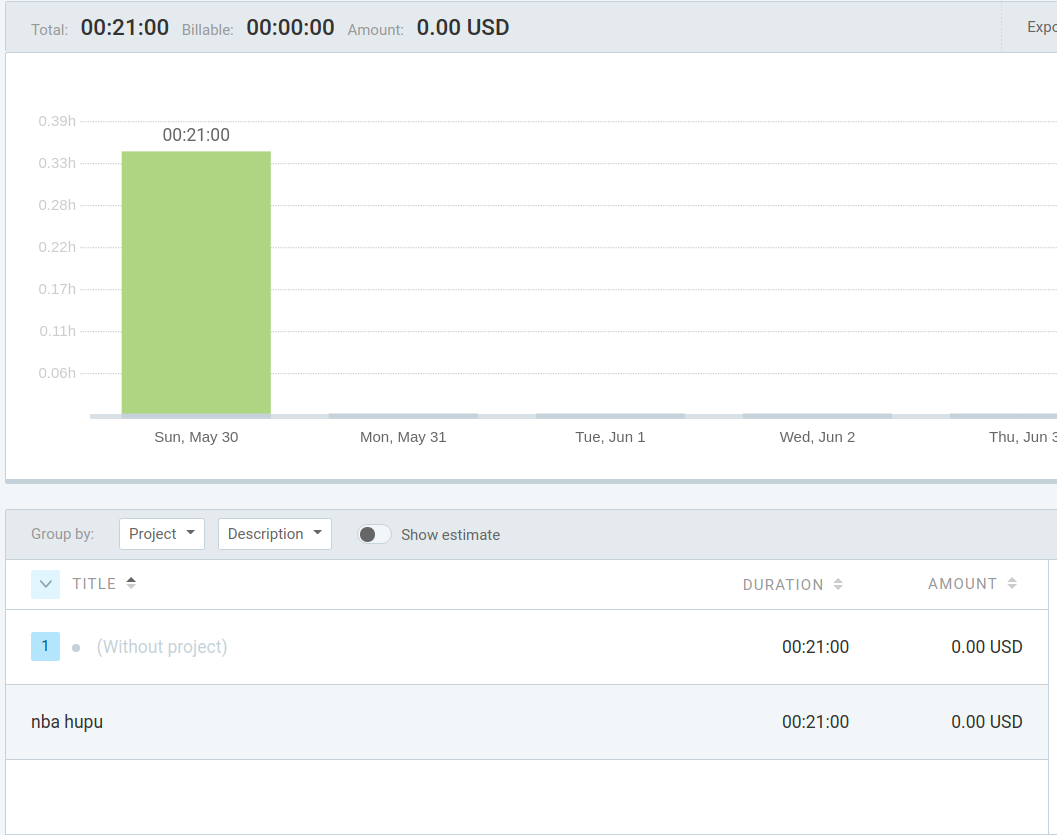 Total: 00:21:00 Billable: 00:00:00 Amount: 0.00 USD Expo
0.39h
00:21:00
0.33h
0.28h
0.22h
0.17h
0.11h
0.06h
Sun, May 30 Mon, May 31 Tue, Jun 1 Wed, Jun 2 Thu, Jun 3
Group by: Project Description Show estimate
TITLE DURATION AMOUNT
1 (Without project) 00:21:00 0.00 USD
nba hupu 00:21:00 0.00 USD